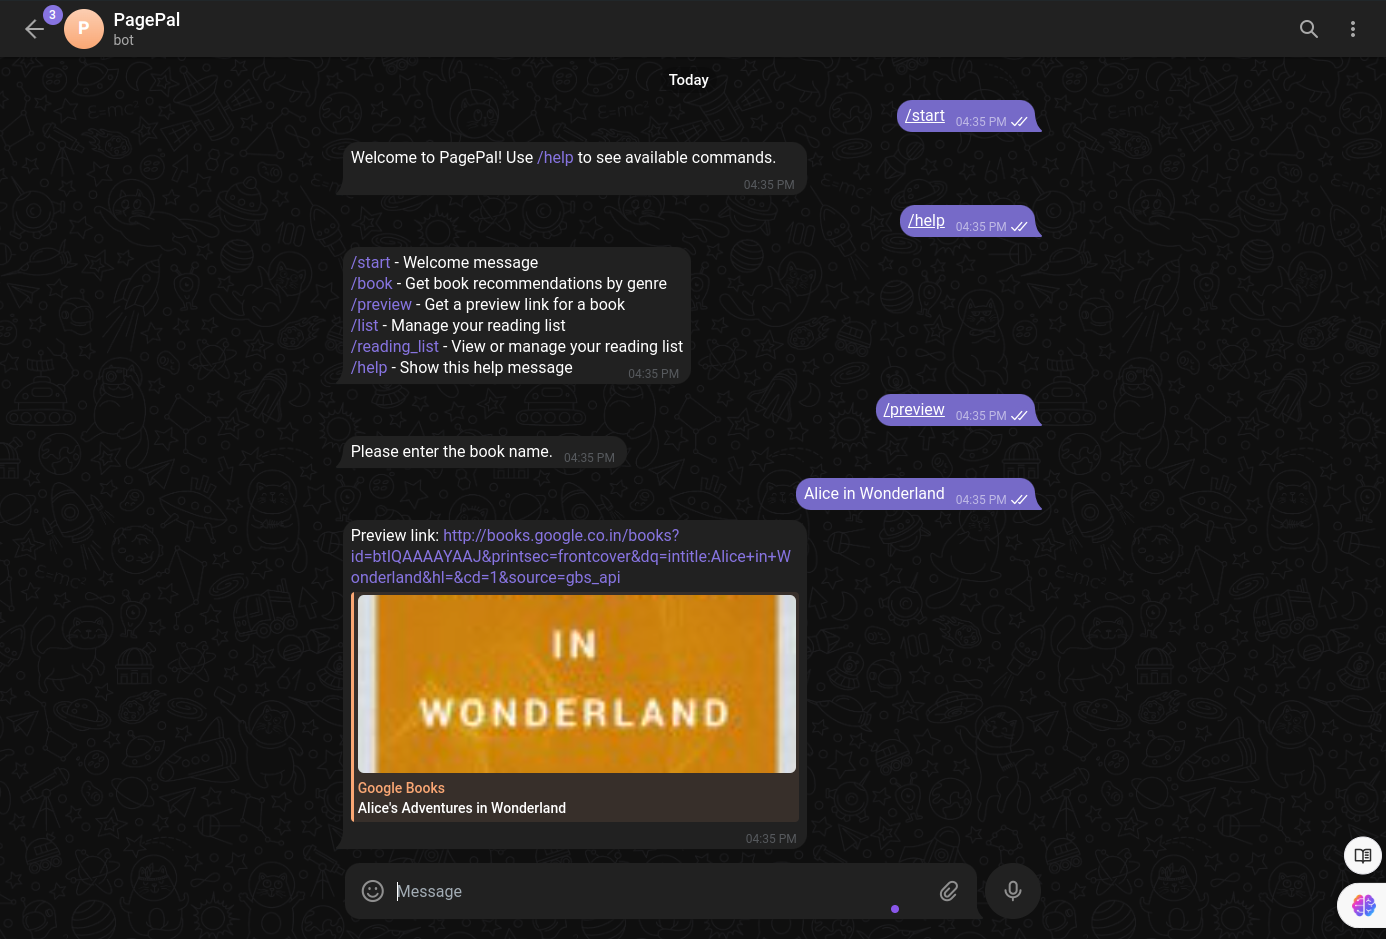 3
P
PagePal
bot
Today
/start 04:35 PM
Welcome to PagePal! Use /help to see available commands.
04:35 PM
/help 04:35 PM
/start - Welcome message
/book - Get book recommendations by genre
/preview - Get a preview link for a book
/list - Manage your reading list
/reading_list - View or manage your reading list
/help - Show this help message
04:35 PM
/preview 04:35 PM
Please enter the book name. 04:35 PM
Alice in Wonderland 04:35 PM
Preview link: http://books.google.co.in/books?
id=btIQAAAAYAAJ&printsec=frontcover&dq=intitle:Alice+in+W
onderland&hl=&cd=1&source=gbs_api
IN
WONDERLAND
Google Books
Alice's Adventures in Wonderland
04:35 PM
Message